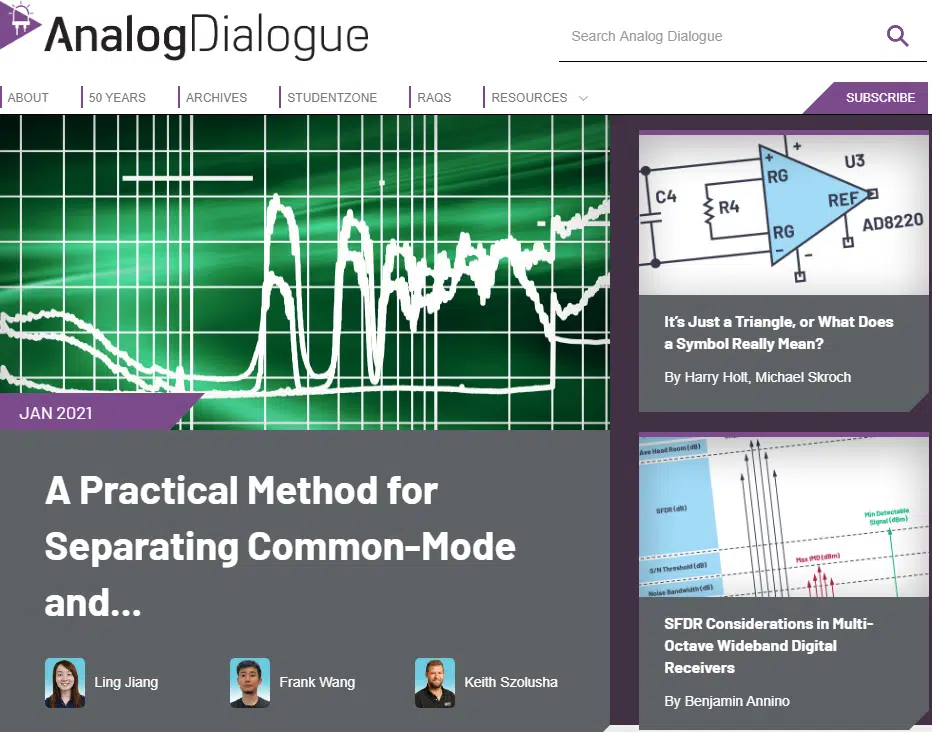 AnalogDialogue
Search Analog Dialogue
ABOUT
50 YEARS
ARCHIVES
STUDENTZONE
RAQS
RESOURCES
SUBSCRIBE
JAN 2021
A Practical Method for
Separating Common-Mode
and...
Ling Jiang
Frank Wang
Keith Szolusha
+
U3
+
RG
C4
R4
REF
AD8220
RG
–
–
It’s Just a Triangle, or What Does
a Symbol Really Mean?
By Harry Holt, Michael Skroch
Ave Head Room (dB)
SFDR (dB)
Min Detectable
Signal (dBm)
Max IMD (dBm)
S/N Threshold (dB)
Noise Bandwidth (dB)
SFDR Considerations in Multi-
Octave Wideband Digital
Receivers
By Benjamin Annino